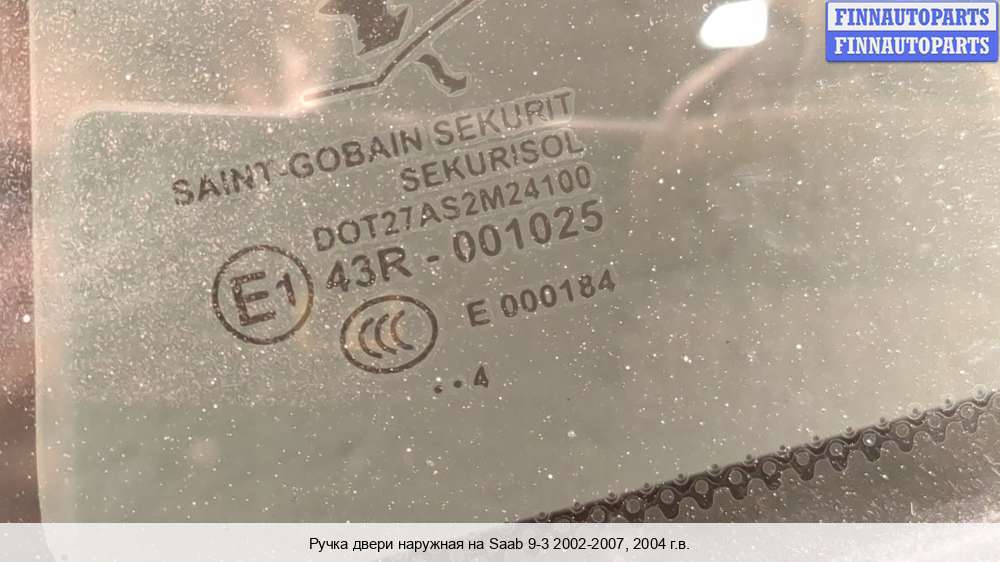 FINNAUTOPARTS
FINNAUTOPARTS
SAINT-GOBAIN SEKURIT
SEKURISOL
DOT27AS2M24100
E1 43R - 001025
CCC E 000184
..4
Ручка двери наружная на Saab 9-3 2002-2007, 2004 г.в.